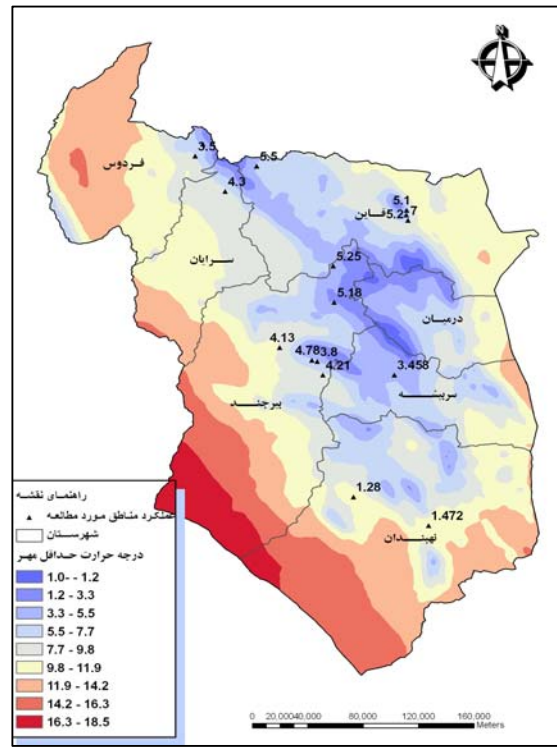 فردوس
3.5
5.5
4.3
5.1
5.2
7
قاین
سرایان
5.25
5.18
درمیان
4.13
4.78
3.8
4.21
3.458
سربیشه
بیرجند
1.28
1.472
نهبندان
راهنمای نقشه
عملکرد مناطق مورد مطالعه
شهرستان
درجه حرارت حداقل مهر
1.0- - 1.2
1.2 - 3.3
3.3 - 5.5
5.5 - 7.7
7.7 - 9.8
9.8 - 11.9
11.9 - 14.2
14.2 - 16.3
16.3 - 18.5
0 20,00040,000 80,000 120,000 160,000
Meters